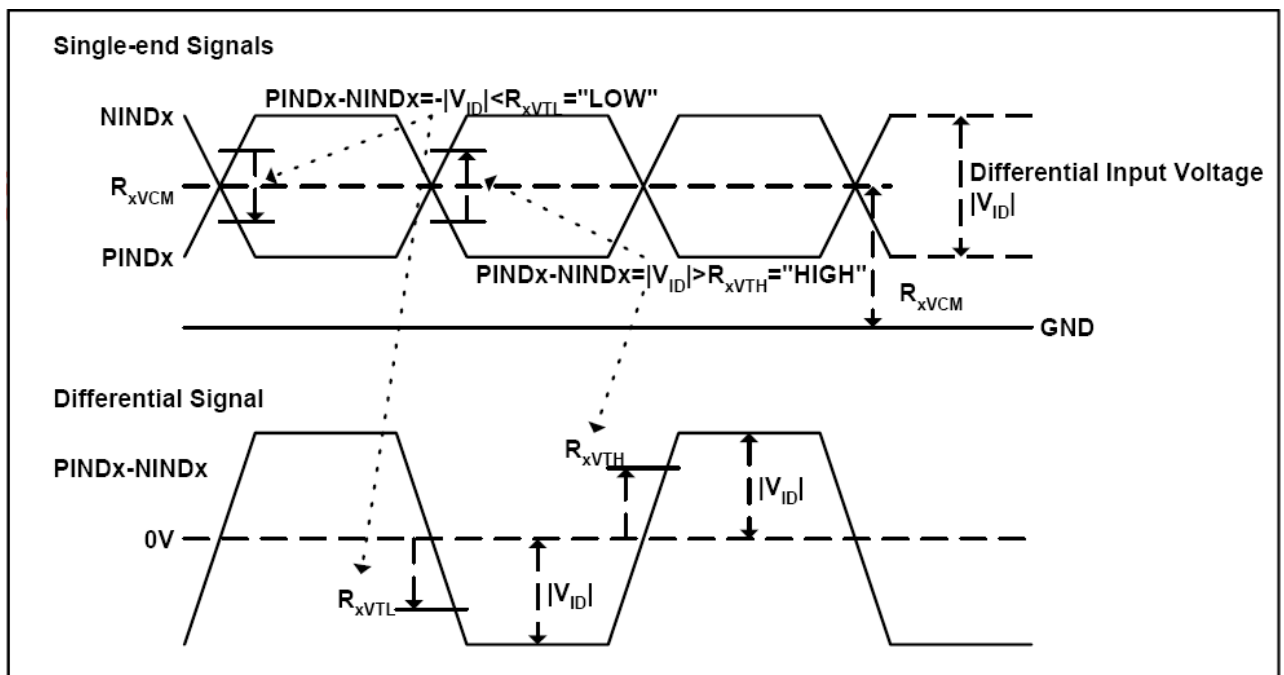 Single-end Signals
PINDx-NINDx=-|VID|<RxVTL="LOW"
NINDx
RxVCM
Differential Input Voltage
|VID|
PINDx
PINDx-NINDx=|VID|>RxVTH="HIGH"
RxVCM
GND
Differential Signal
PINDx-NINDx
RxVTH
|VID|
0V
RxVTL
|VID|